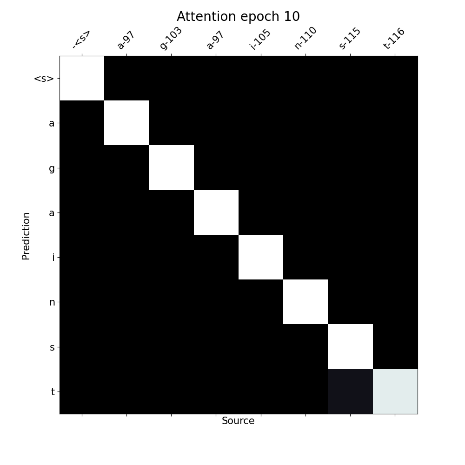 Attention epoch 10
-<s> a-97 g-103 a-97 i-105 n-110 s-115 t-116
<s>
a
g
a
i
n
s
t
Prediction
Source